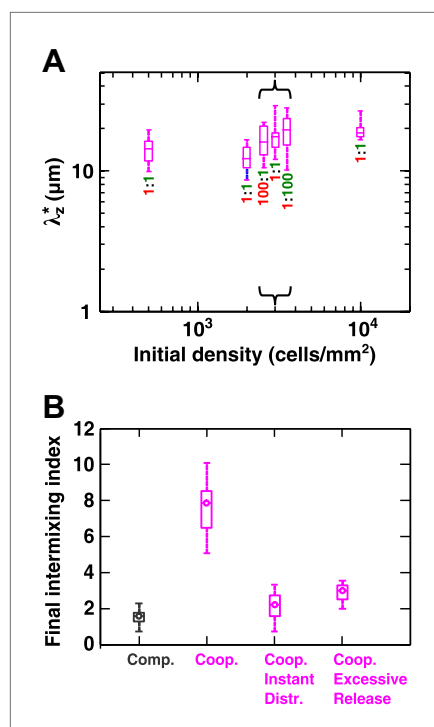 A
λz* (µm)
10
1
1:1
1:1
100:1
1:1
1:100
1:1
10³
10⁴
Initial density (cells/mm²)
B
Final intermixing index
12
10
8
6
4
2
0
Comp.
Coop.
Coop. Instant Distr.
Coop. Excessive Release